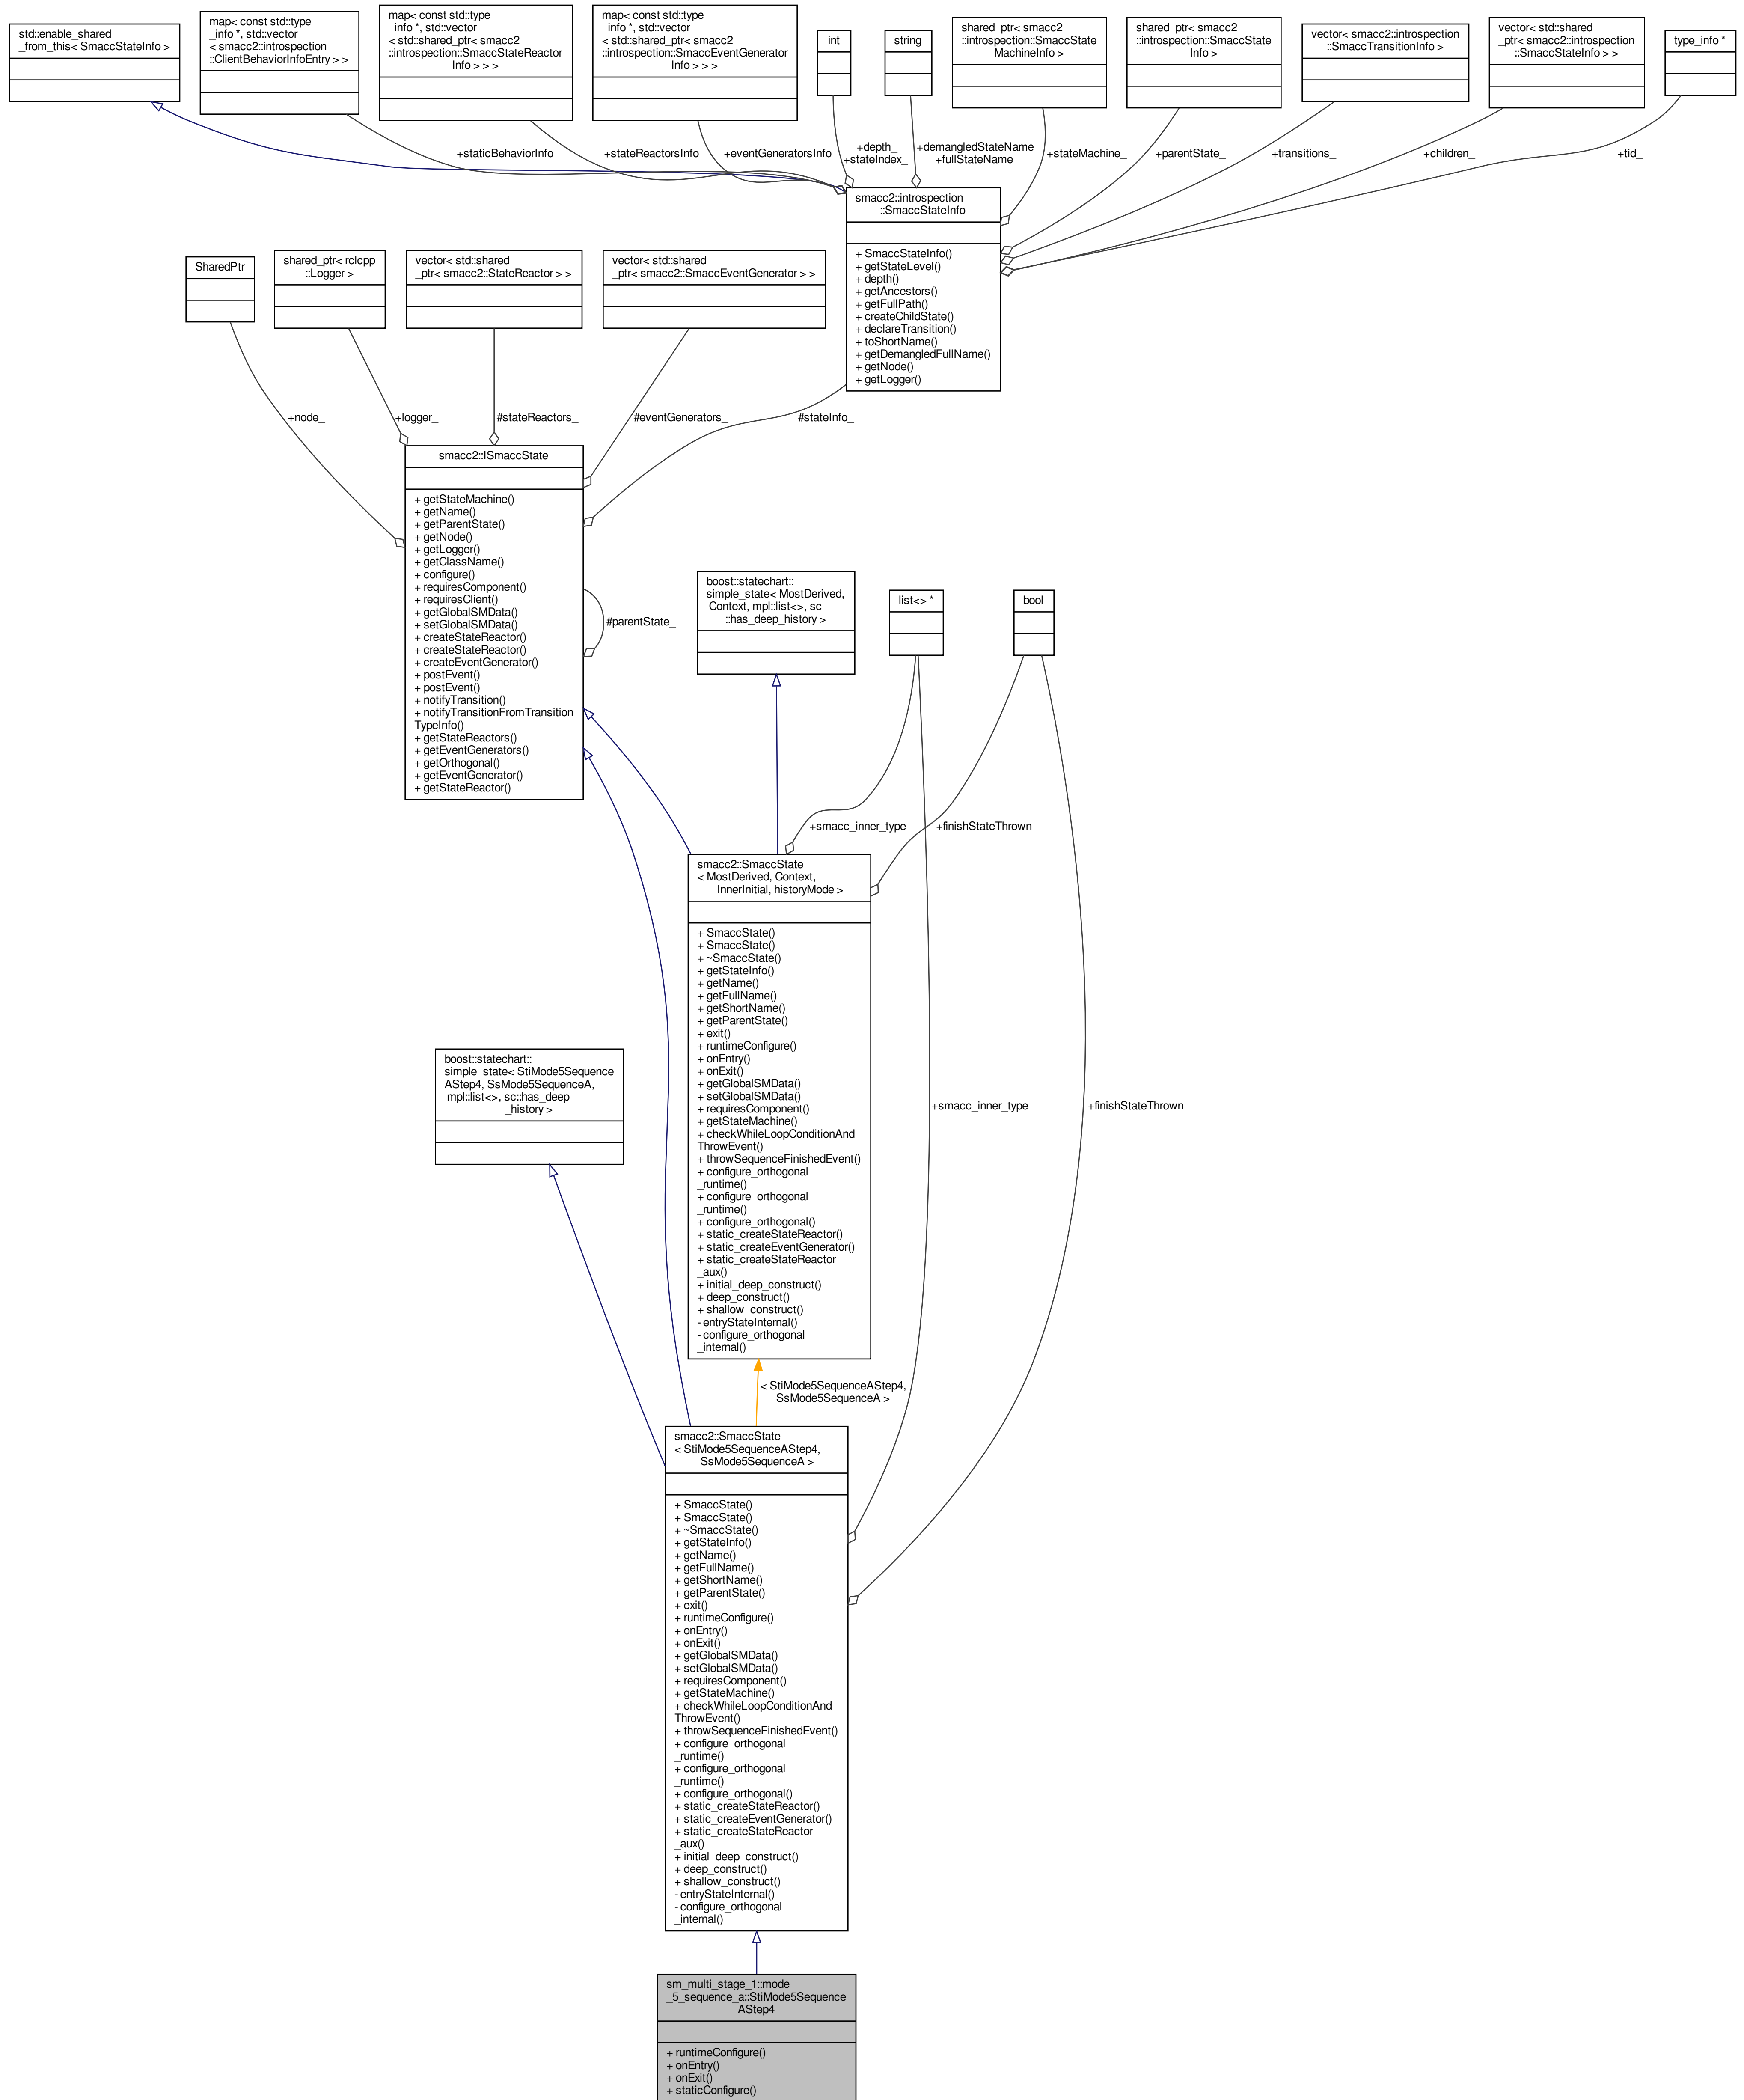 std::enable_shared
_from_this< SmaccStateInfo >
map< const std::type
_info *, std::vector
< smacc2::introspection
::ClientBehaviorInfoEntry > >
map< const std::type
_info *, std::vector
< std::shared_ptr< smacc2
::introspection::SmaccStateReactor
Info > > >
map< const std::type
_info *, std::vector
< std::shared_ptr< smacc2
::introspection::SmaccEventGenerator
Info > > >
int
string
shared_ptr< smacc2
::introspection::SmaccState
MachineInfo >
shared_ptr< smacc2
::introspection::SmaccState
Info >
vector< smacc2::introspection
::SmaccTransitionInfo >
vector< std::shared
_ptr< smacc2::introspection
::SmaccStateInfo > >
type_info *
+staticBehaviorInfo
+stateReactorsInfo
+eventGeneratorsInfo
+depth_
+stateIndex_
+demangledStateName
+fullStateName
+stateMachine_
+parentState_
+transitions_
+children_
+tid_
smacc2::introspection
::SmaccStateInfo
+ SmaccStateInfo()
+ getStateLevel()
+ depth()
+ getAncestors()
+ getFullPath()
+ createChildState()
+ declareTransition()
+ toShortName()
+ getDemangledFullName()
+ getNode()
+ getLogger()
SharedPtr
shared_ptr< rclcpp
::Logger >
vector< std::shared
_ptr< smacc2::StateReactor > >
vector< std::shared
_ptr< smacc2::SmaccEventGenerator > >
+node_
+logger_
#stateReactors_
#eventGenerators_
#stateInfo_
smacc2::ISmaccState
+ getStateMachine()
+ getName()
+ getParentState()
+ getNode()
+ getLogger()
+ getClassName()
+ configure()
+ requiresComponent()
+ requiresClient()
+ getGlobalSMData()
+ setGlobalSMData()
+ createStateReactor()
+ createStateReactor()
+ createEventGenerator()
+ postEvent()
+ postEvent()
+ notifyTransition()
+ notifyTransitionFromTransition
TypeInfo()
+ getStateReactors()
+ getEventGenerators()
+ getOrthogonal()
+ getEventGenerator()
+ getStateReactor()
#parentState_
boost::statechart::
simple_state< MostDerived,
Context, mpl::list<>, sc
::has_deep_history >
list<> *
bool
+smacc_inner_type
+finishStateThrown
smacc2::SmaccState
< MostDerived, Context,
InnerInitial, historyMode >
+ SmaccState()
+ SmaccState()
+ ~SmaccState()
+ getStateInfo()
+ getName()
+ getFullName()
+ getShortName()
+ getParentState()
+ exit()
+ runtimeConfigure()
+ onEntry()
+ onExit()
+ getGlobalSMData()
+ setGlobalSMData()
+ requiresComponent()
+ getStateMachine()
+ checkWhileLoopConditionAnd
ThrowEvent()
+ throwSequenceFinishedEvent()
+ configure_orthogonal
_runtime()
+ configure_orthogonal
_runtime()
+ configure_orthogonal()
+ static_createStateReactor()
+ static_createEventGenerator()
+ static_createStateReactor
_aux()
+ initial_deep_construct()
+ deep_construct()
+ shallow_construct()
- entryStateInternal()
- configure_orthogonal
_internal()
boost::statechart::
simple_state< StiMode5Sequence
AStep4, SsMode5SequenceA,
mpl::list<>, sc::has_deep
_history >
+smacc_inner_type
+finishStateThrown
< StiMode5SequenceAStep4,
SsMode5SequenceA >
smacc2::SmaccState
< StiMode5SequenceAStep4,
SsMode5SequenceA >
+ SmaccState()
+ SmaccState()
+ ~SmaccState()
+ getStateInfo()
+ getName()
+ getFullName()
+ getShortName()
+ getParentState()
+ exit()
+ runtimeConfigure()
+ onEntry()
+ onExit()
+ getGlobalSMData()
+ setGlobalSMData()
+ requiresComponent()
+ getStateMachine()
+ checkWhileLoopConditionAnd
ThrowEvent()
+ throwSequenceFinishedEvent()
+ configure_orthogonal
_runtime()
+ configure_orthogonal
_runtime()
+ configure_orthogonal()
+ static_createStateReactor()
+ static_createEventGenerator()
+ static_createStateReactor
_aux()
+ initial_deep_construct()
+ deep_construct()
+ shallow_construct()
- entryStateInternal()
- configure_orthogonal
_internal()
sm_multi_stage_1::mode
_5_sequence_a::StiMode5Sequence
AStep4
+ runtimeConfigure()
+ onEntry()
+ onExit()
+ staticConfigure()